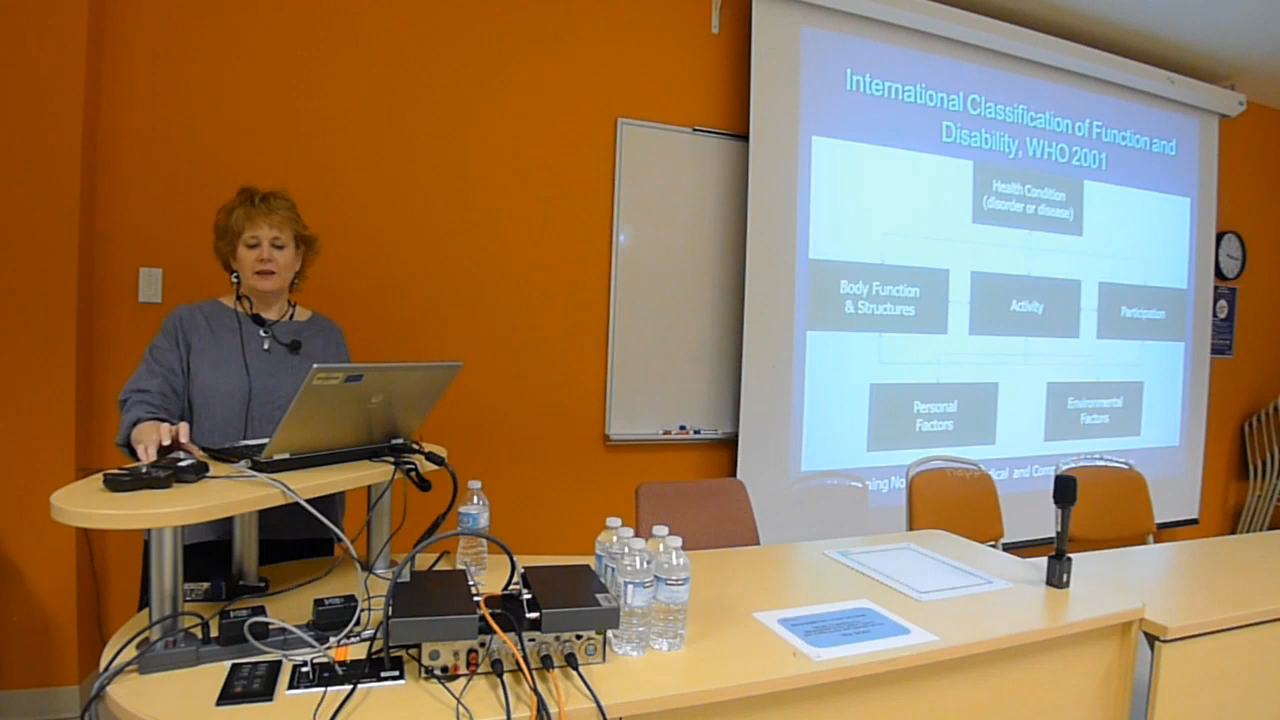 International Classification of Function and
Disability, WHO 2001
Health Condition
(disorder or disease)
Body Function
& Structures
Activity
Participation
Personal
Factors
Environmental
Factors